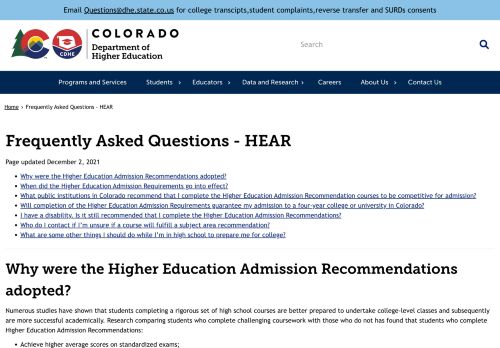 Email Questions@dhe.state.co.us for college transcipts,student complaints,reverse transfer and SURDs consents
CDHE
COLORADO
Department of
Higher Education
Search
Programs and Services
Students
Educators
Data and Research
Careers
About Us
Contact Us
Home > Frequently Asked Questions - HEAR
Frequently Asked Questions - HEAR
Page updated December 2, 2021
Why were the Higher Education Admission Recommendations adopted?
When did the Higher Education Admission Requirements go into effect?
What public institutions in Colorado recommend that I complete the Higher Education Admission Recommendation courses to be competitive for admission?
Will completion of the Higher Education Admission Requirements guarantee my admission to a four-year college or university in Colorado?
I have a disability. Is it still recommended that I complete the Higher Education Admission Recommendations?
Who do I contact if I'm unsure if a course will fulfill a subject area recommendation?
What are some other things I should do while I'm in high school to prepare me for college?
Why were the Higher Education Admission Recommendations
adopted?
Numerous studies have shown that students completing a rigorous set of high school courses are better prepared to undertake college-level classes and subsequently
are more successful academically. Research comparing students who complete challenging coursework with those who do not has found that students who complete
Higher Education Admission Recommendations:
Achieve higher average scores on standardized exams;